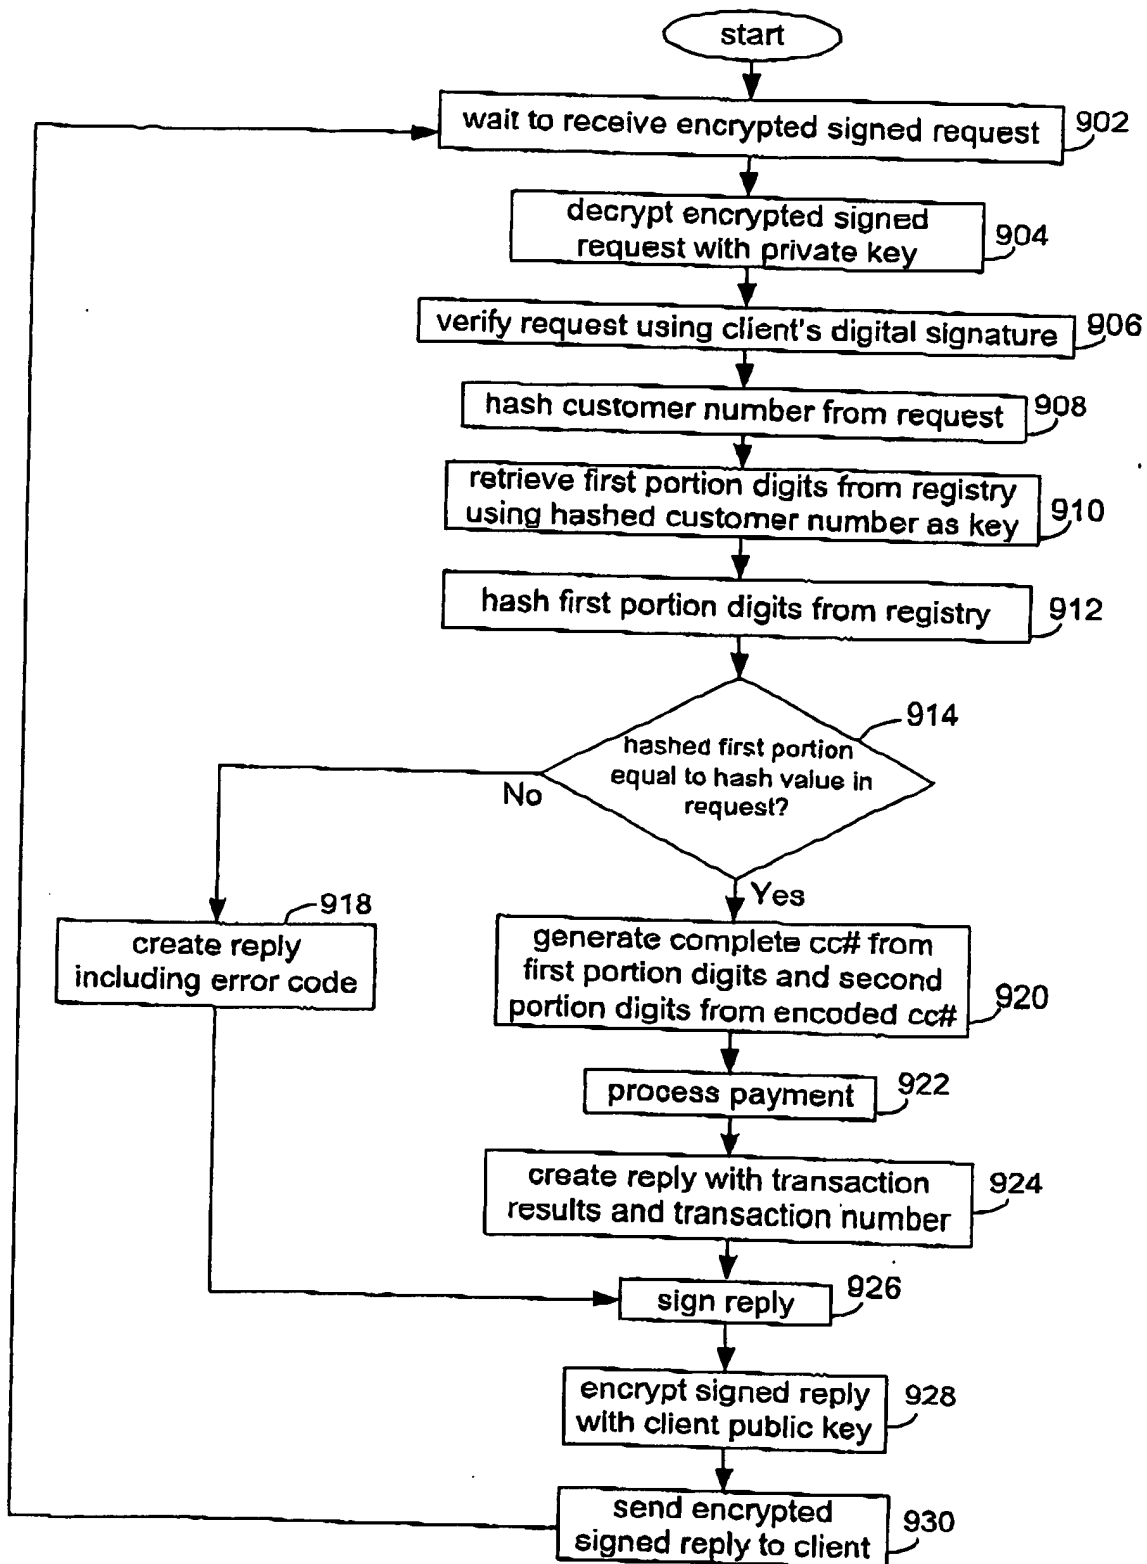 start
wait to receive encrypted signed request
902
decrypt encrypted signed
request with private key
904
verify request using client's digital signature
906
hash customer number from request
908
retrieve first portion digits from registry
using hashed customer number as key
910
hash first portion digits from registry
912
914
hashed first portion
equal to hash value in
request?
No
Yes
918
create reply
including error code
generate complete cc# from
first portion digits and second
portion digits from encoded cc#
920
process payment
922
create reply with transaction
results and transaction number
924
sign reply
926
encrypt signed reply
with client public key
928
send encrypted
signed reply to client
930